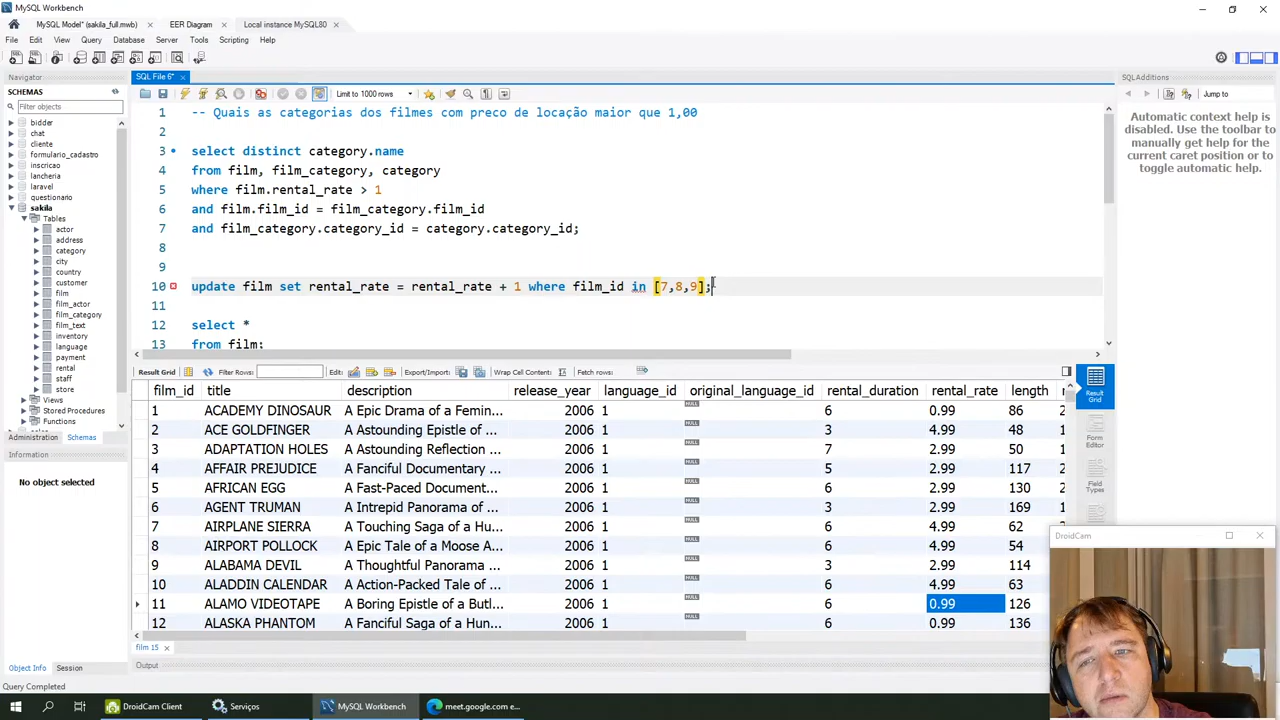 MySQL Workbench
MySQL Model* (sakila_full.mwb)
EER Diagram
Local instance MySQL80
File Edit View Query Database Server Tools Scripting Help
Navigator
SCHEMAS
Filter objects
bidder
chat
cliente
formulario_cadastro
inscricao
lancheria
laravel
questionario
sakila
Tables
actor
address
category
city
country
customer
film
film_actor
film_category
film_text
inventory
language
payment
rental
staff
store
Views
Stored Procedures
Functions
Administration Schemas
Information
No object selected
Object Info Session
Query Completed
SQL File 6*
Limit to 1000 rows
1 -- Quais as categorias dos filmes com preco de locação maior que 1,00
2
3 select distinct category.name
4 from film, film_category, category
5 where film.rental_rate > 1
6 and film.film_id = film_category.film_id
7 and film_category.category_id = category.category_id;
8
9
10 update film set rental_rate = rental_rate + 1 where film_id in [7,8,9];
11
12 select *
13 from film;
Result Grid Filter Rows: Edit: Export/Import: Wrap Cell Content: Fetch rows:
film_id title description release_year language_id original_language_id rental_duration rental_rate length
1 ACADEMY DINOSAUR A Epic Drama of a Femin... 2006 1 NULL 6 0.99 86 2
2 ACE GOLDFINGER A Astounding Epistle of ... 2006 1 NULL 3 4.99 48 1
3 ADAPTATION HOLES A Astounding Reflection ... 2006 1 NULL 7 2.99 50 1
4 AFFAIR PREJUDICE A Fanciful Documentary ... 2006 1 NULL 5 2.99 117 2
5 AFRICAN EGG A Fast-Paced Document... 2006 1 NULL 6 2.99 130 2
6 AGENT TRUMAN A Intrepid Panorama of ... 2006 1 NULL 3 2.99 169 1
7 AIRPLANE SIERRA A Touching Saga of a Hu... 2006 1 NULL 6 4.99 62 2
8 AIRPORT POLLOCK A Epic Tale of a Moose A... 2006 1 NULL 6 4.99 54
9 ALABAMA DEVIL A Thoughtful Panorama ... 2006 1 NULL 3 2.99 114
10 ALADDIN CALENDAR A Action-Packed Tale of ... 2006 1 NULL 6 4.99 63
11 ALAMO VIDEOTAPE A Boring Epistle of a Butl... 2006 1 NULL 6 0.99 126
12 ALASKA PHANTOM A Fanciful Saga of a Hun... 2006 1 NULL 6 0.99 136
Result Grid
Form Editor
Field Types
film 15
Output
SQLAdditions
Jump to
Automatic context help is
disabled. Use the toolbar to
manually get help for the
current caret position or to
toggle automatic help.
DroidCam
DroidCam Client
Serviços
MySQL Workbench
meet.google.com e...